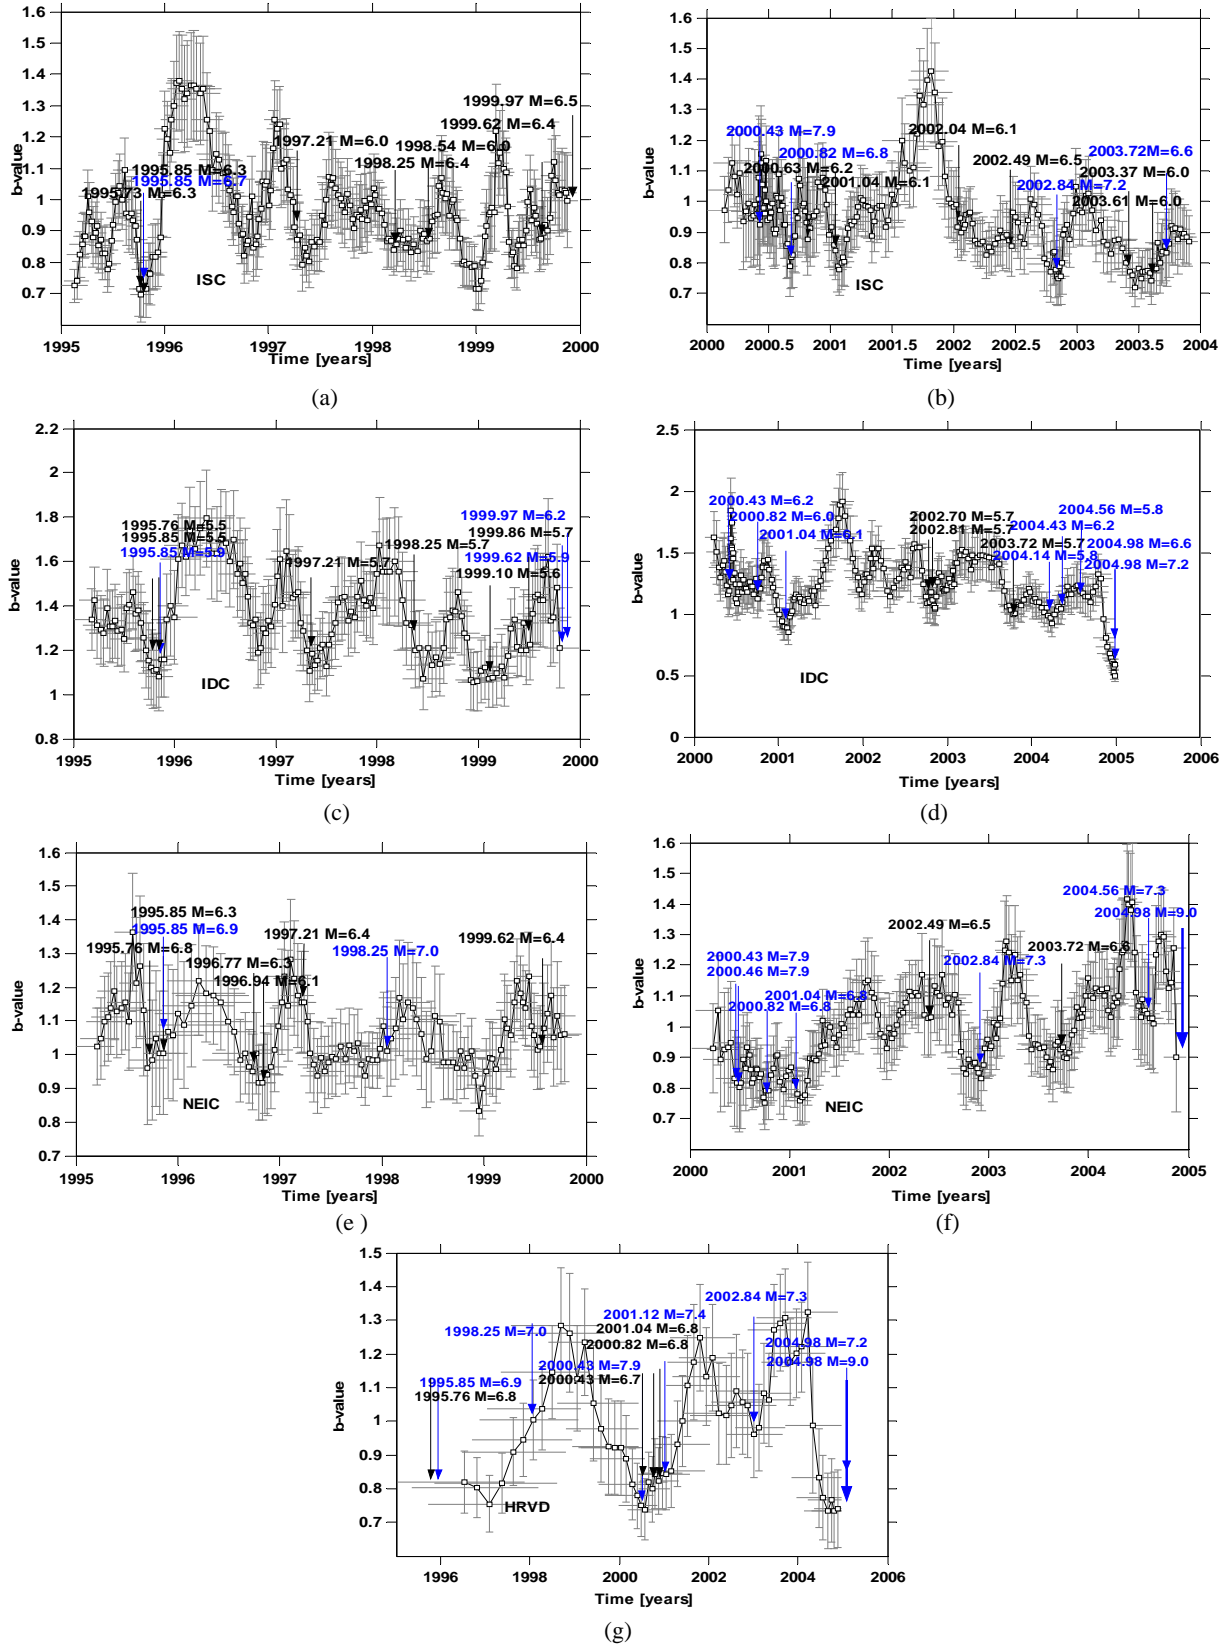 1.6
1.5
1.4
1.3
1.2
1.1
1
0.9
0.8
0.7
b-value
1999.97 M=6.5
1999.62 M=6.4
1997.21 M=6.0
1998.54 M=6.0
1998.25 M=6.4
1995.85 M=6.3
1995.85 M=6.7
1995.73 M=6.3
ISC
1995
1996
1997
1998
1999
2000
Time [years]
(a)
1.6
1.5
1.4
1.3
1.2
1.1
1
0.9
0.8
0.7
b-value
2000.43 M=7.9
2000.82 M=6.8
2000.63 M=6.2
2001.04 M=6.1
2002.04 M=6.1
2002.49 M=6.5
2002.84 M=7.2
2003.72M=6.6
2003.37 M=6.0
2003.61 M=6.0
ISC
2000
2000.5
2001
2001.5
2002
2002.5
2003
2003.5
2004
Time [years]
(b)
2.2
2
1.8
1.6
1.4
1.2
1
0.8
b-value
1995.76 M=5.5
1995.85 M=5.5
1995.85 M=5.9
1997.21 M=5.7
1998.25 M=5.7
1999.97 M=6.2
1999.86 M=5.7
1999.62 M=5.9
1999.10 M=5.6
IDC
1995
1996
1997
1998
1999
2000
Time [years]
(c)
2.5
2
1.5
1
0.5
0
b-value
2000.43 M=6.2
2000.82 M=6.0
2001.04 M=6.1
2002.70 M=5.7
2002.81 M=5.7
2003.72 M=5.7
2004.14 M=5.8
2004.43 M=6.2
2004.56 M=5.8
2004.98 M=6.6
2004.98 M=7.2
IDC
2000
2001
2002
2003
2004
2005
2006
Time [years]
(d)
1.6
1.5
1.4
1.3
1.2
1.1
1
0.9
0.8
0.7
b-value
1995.85 M=6.3
1995.85 M=6.9
1995.76 M=6.8
1996.77 M=6.3
1996.94 M=6.1
1997.21 M=6.4
1998.25 M=7.0
1999.62 M=6.4
NEIC
1995
1996
1997
1998
1999
2000
Time [years]
(e )
1.6
1.5
1.4
1.3
1.2
1.1
1
0.9
0.8
0.7
b-value
2000.43 M=7.9
2000.46 M=7.9
2001.04 M=6.8
2000.82 M=6.8
2002.49 M=6.5
2002.84 M=7.3
2003.72 M=6.6
2004.56 M=7.3
2004.98 M=9.0
NEIC
2000
2001
2002
2003
2004
2005
Time [years]
(f)
1.5
1.4
1.3
1.2
1.1
1
0.9
0.8
0.7
b-value
2002.84 M=7.3
2001.12 M=7.4
2001.04 M=6.8
2000.82 M=6.8
1998.25 M=7.0
2000.43 M=7.9
2000.43 M=6.7
1995.85 M=6.9
1995.76 M=6.8
2004.98 M=7.2
2004.98 M=9.0
HRVD
1996
1998
2000
2002
2004
2006
Time [years]
(g)